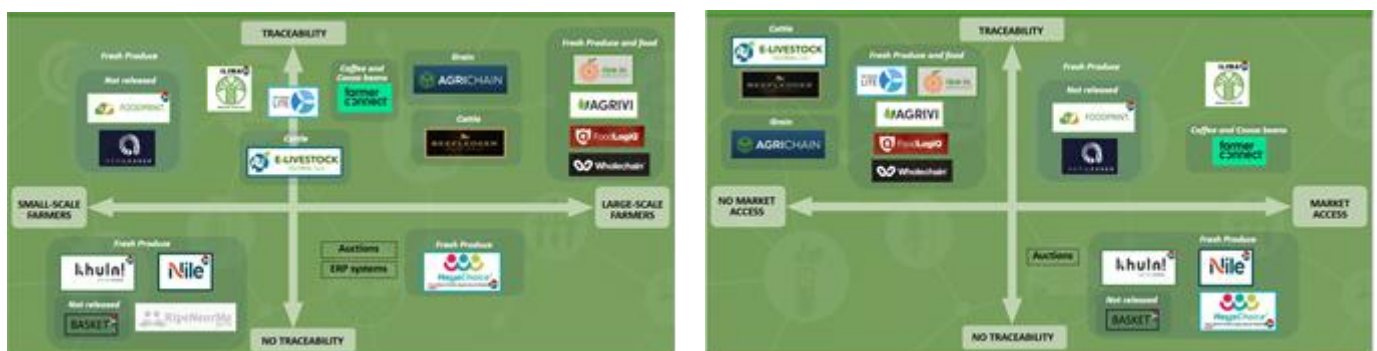 TRACEABILITY
Fresh Produce
Not released
FOODPRINT
LITE
Coffee and
Cocoa beans
farmer
connect
Grain
AGRICHAIN
Cattle
BEEFLEDGER
Fresh Produce and food
AGRIVI
FoodLogiQ
Wholechain
Cattle
E-LIVESTOCK
SMALL-SCALE
FARMERS
LARGE-SCALE
FARMERS
Fresh Produce
khula!
Nile
Not released
BASKET
RipeNearMe
Auctions
ERP systems
Fresh Produce
HelloChoice
NO TRACEABILITY
TRACEABILITY
Cattle
E-LIVESTOCK
BEEFLEDGER
Grain
AGRICHAIN
Fresh Produce and food
LITE
AGRIVI
FoodLogiQ
Wholechain
Fresh Produce
Not released
FOODPRINT
Coffee and Cocoa beans
farmer
connect
NO MARKET
ACCESS
MARKET
ACCESS
Auctions
Fresh Produce
khula!
Nile
Not released
BASKET
HelloChoice
NO TRACEABILITY